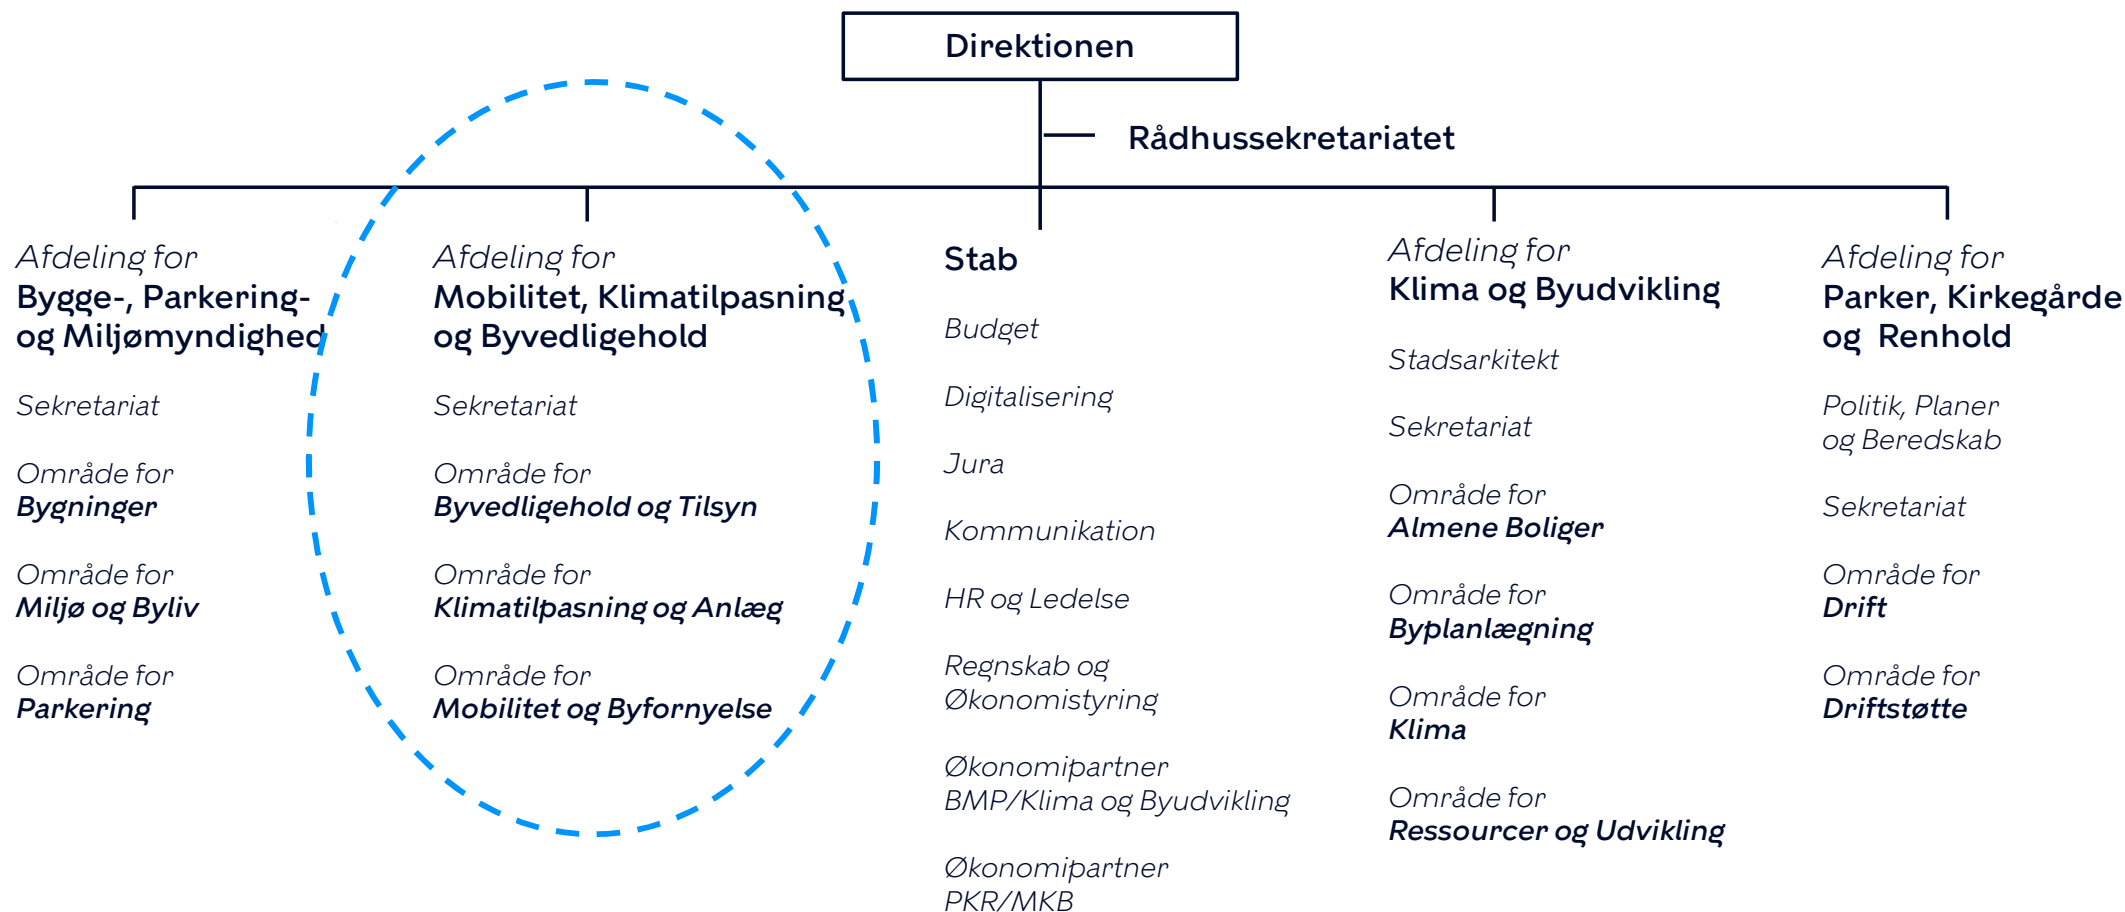 Direktionen
Rådhussekretariatet
Afdeling for
Bygge-, Parkering-
og Miljømyndighed
Sekretariat
Område for
Bygninger
Område for
Miljø og Byliv
Område for
Parkering
Afdeling for
Mobilitet, Klimatilpasning
og Byvedligehold
Sekretariat
Område for
Byvedligehold og Tilsyn
Område for
Klimatilpasning og Anlæg
Område for
Mobilitet og Byfornyelse
Stab
Budget
Digitalisering
Jura
Kommunikation
HR og Ledelse
Regnskab og
Økonomistyring
Økonomipartner
BMP/Klima og Byudvikling
Økonomipartner
PKR/MKB
Afdeling for
Klima og Byudvikling
Stadsarkitekt
Sekretariat
Område for
Almene Boliger
Område for
Byplanlægning
Område for
Klima
Område for
Ressourcer og Udvikling
Afdeling for
Parker, Kirkegårde
og Renhold
Politik, Planer
og Beredskab
Sekretariat
Område for
Drift
Område for
Driftstøtte